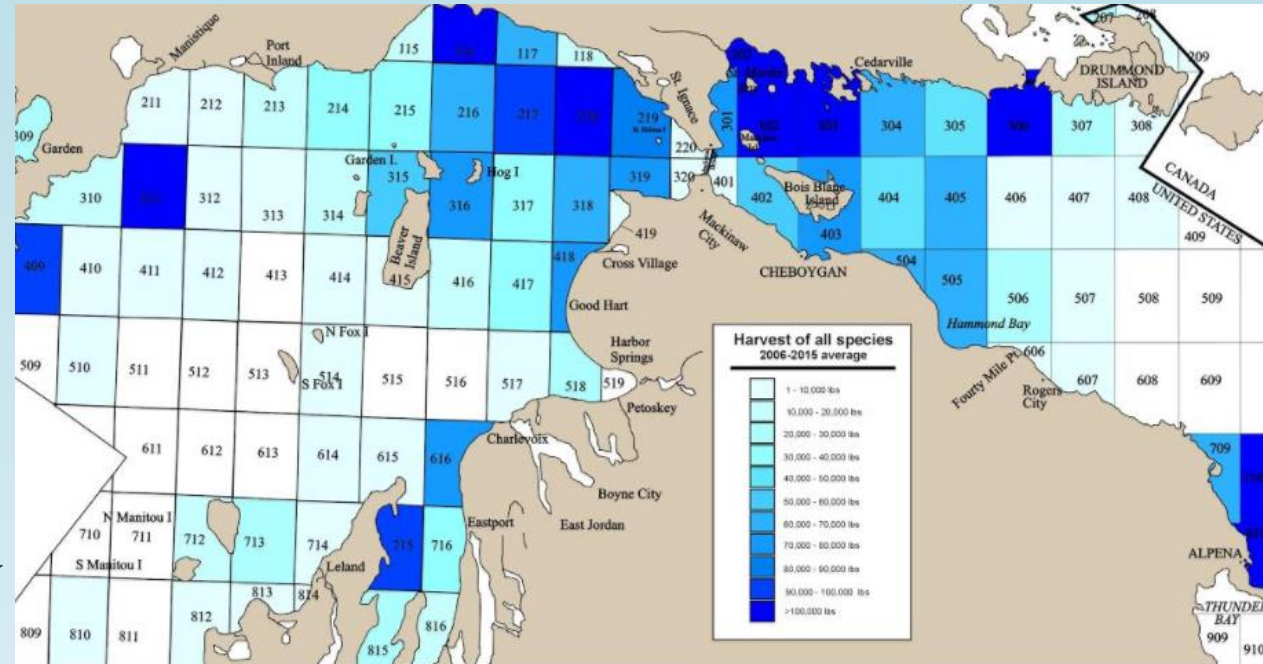 Manistique
Port
Inland
115
117
118
St Ignace
Cedarville
207
208
209
DRUMMOND
ISLAND
211
212
213
214
215
216
217
219
220
301
302
303
304
305
306
307
308
309
Garden
310
312
313
314
Garden I.
315
Hog I
316
317
318
319
320
401
402
Bois Blanc
Island
403
404
405
406
407
408
409
CANADA
UNITED STATES
Mackinaw
City
CHEBOYGAN
409
410
411
412
413
414
Beaver
Island
415
416
417
418
419
Cross Village
Good Hart
504
505
506
507
508
509
Hammond Bay
509
510
511
512
513
514
N Fox I
S Fox I
515
516
517
518
519
Harbor
Springs
Petoskey
Fourty Mile Pt
606
Rogers
City
607
608
609
611
612
613
614
615
616
Charlevoix
Boyne City
East Jordan
Eastport
709
710
N Manitou I
711
712
713
714
715
716
S Manitou I
Leland
ALPENA
THUNDER
BAY
809
810
811
812
813
814
815
816
909
910
Harvest of all species
2006-2015 average
1 - 10,000 lbs
10,000 - 20,000 lbs
20,000 - 30,000 lbs
30,000 - 40,000 lbs
40,000 - 50,000 lbs
50,000 - 60,000 lbs
60,000 - 70,000 lbs
70,000 - 80,000 lbs
80,000 - 90,000 lbs
90,000 - 100,000 lbs
>100,000 lbs